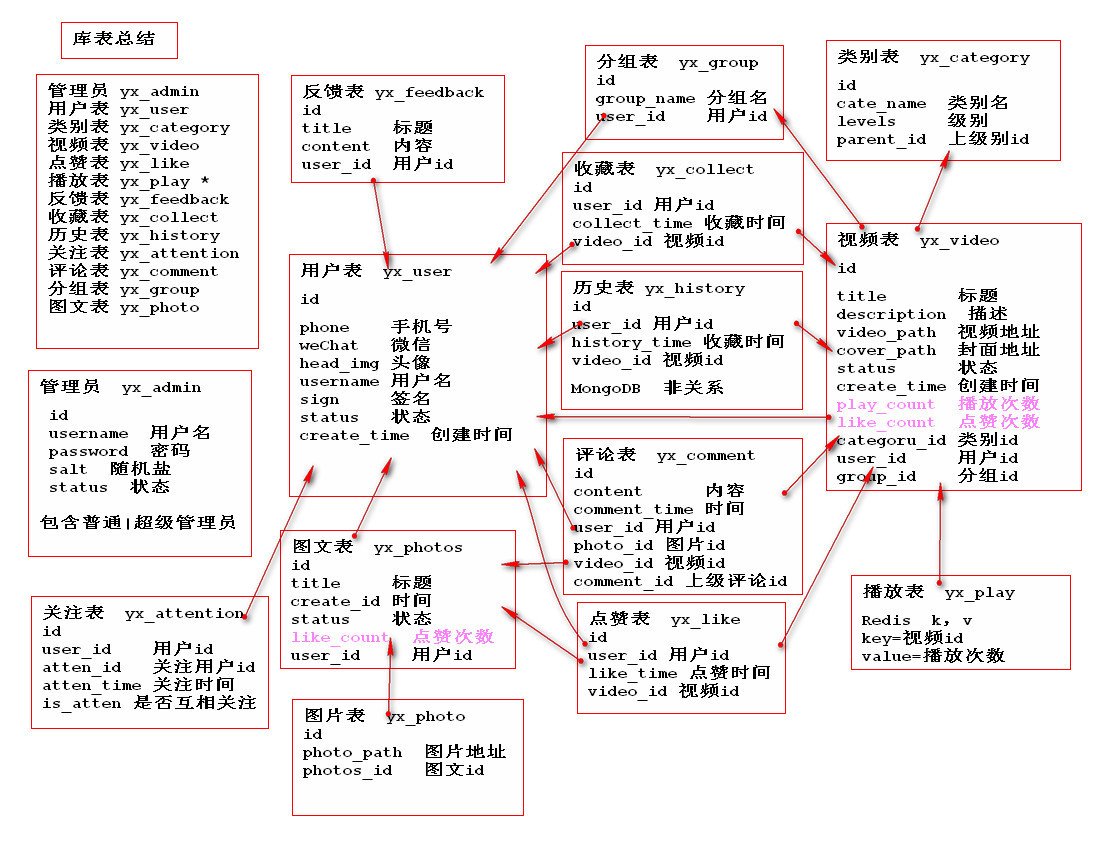 库表总结
管理员 yx_admin
用户表 yx_user
类别表 yx_category
视频表 yx_video
点赞表 yx_like
播放表 yx_play *
反馈表 yx_feedback
收藏表 yx_collect
历史表 yx_history
关注表 yx_attention
评论表 yx_comment
分组表 yx_group
图文表 yx_photo
管理员 yx_admin
id
username 用户名
password 密码
salt 随机盐
status 状态
包含普通|超级管理员
关注表 yx_attention
id
user_id 用户id
atten_id 关注用户id
atten_time 关注时间
is_atten 是否互相关注
反馈表 yx_feedback
id
title 标题
content 内容
user_id 用户id
用户表 yx_user
id
phone 手机号
weChat 微信
head_img 头像
username 用户名
sign 签名
status 状态
create_time 创建时间
图文表 yx_photos
id
title 标题
create_id 时间
status 状态
like_count 点赞次数
user_id 用户id
图片表 yx_photo
id
photo_path 图片地址
photos_id 图文id
分组表 yx_group
id
group_name 分组名
user_id 用户id
收藏表 yx_collect
id
user_id 用户id
collect_time 收藏时间
video_id 视频id
历史表 yx_history
id
user_id 用户id
history_time 收藏时间
video_id 视频id
MongoDB 非关系
评论表 yx_comment
id
content 内容
comment_time 时间
user_id 用户id
photo_id 图片id
video_id 视频id
comment_id 上级评论id
点赞表 yx_like
id
user_id 用户id
like_time 点赞时间
video_id 视频id
类别表 yx_category
id
cate_name 类别名
levels 级别
parent_id 上级别id
视频表 yx_video
id
title 标题
description 描述
video_path 视频地址
cover_path 封面地址
status 状态
create_time 创建时间
play_count 播放次数
like_count 点赞次数
categoru_id 类别id
user_id 用户id
group_id 分组id
播放表 yx_play
Redis k, v
key=视频id
value=播放次数